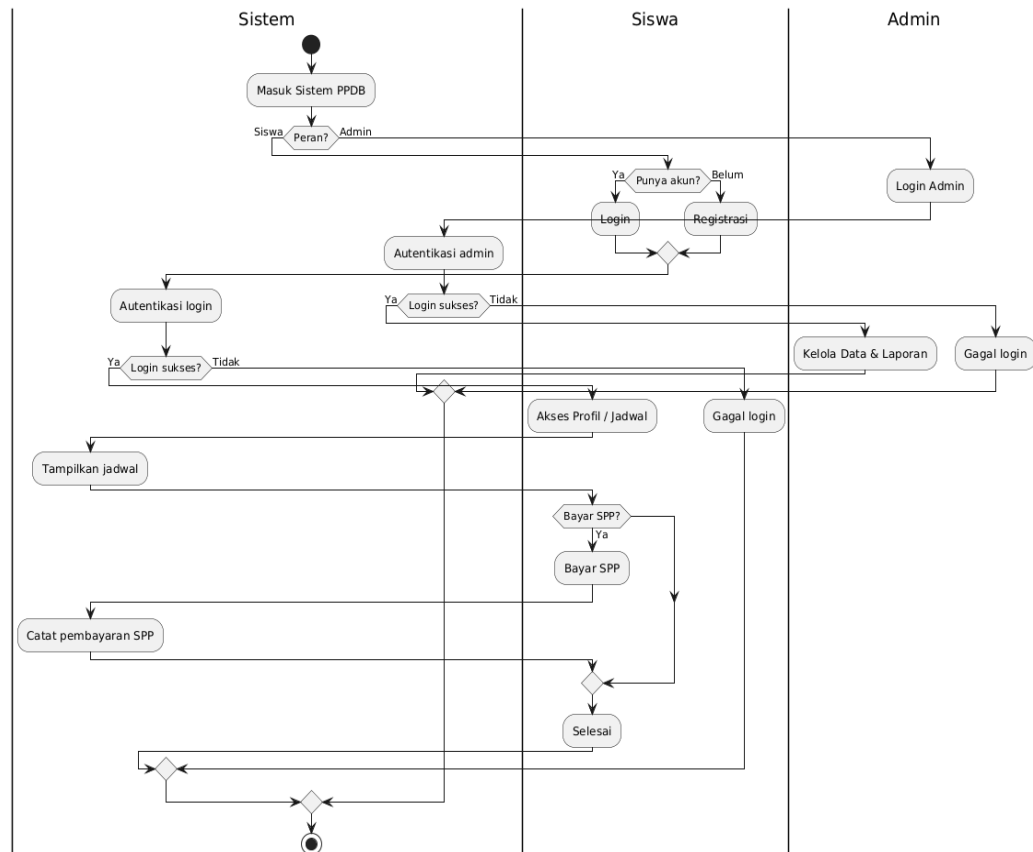 Sistem
Siswa
Admin
Masuk Sistem PPDB
Siswa
Peran?
Admin
Ya
Punya akun?
Belum
Login Admin
Login
Registrasi
Autentikasi admin
Autentikasi login
Ya
Login sukses?
Tidak
Kelola Data & Laporan
Gagal login
Ya
Login sukses?
Tidak
Akses Profil / Jadwal
Gagal login
Tampilkan jadwal
Bayar SPP?
Ya
Bayar SPP
Catat pembayaran SPP
Selesai